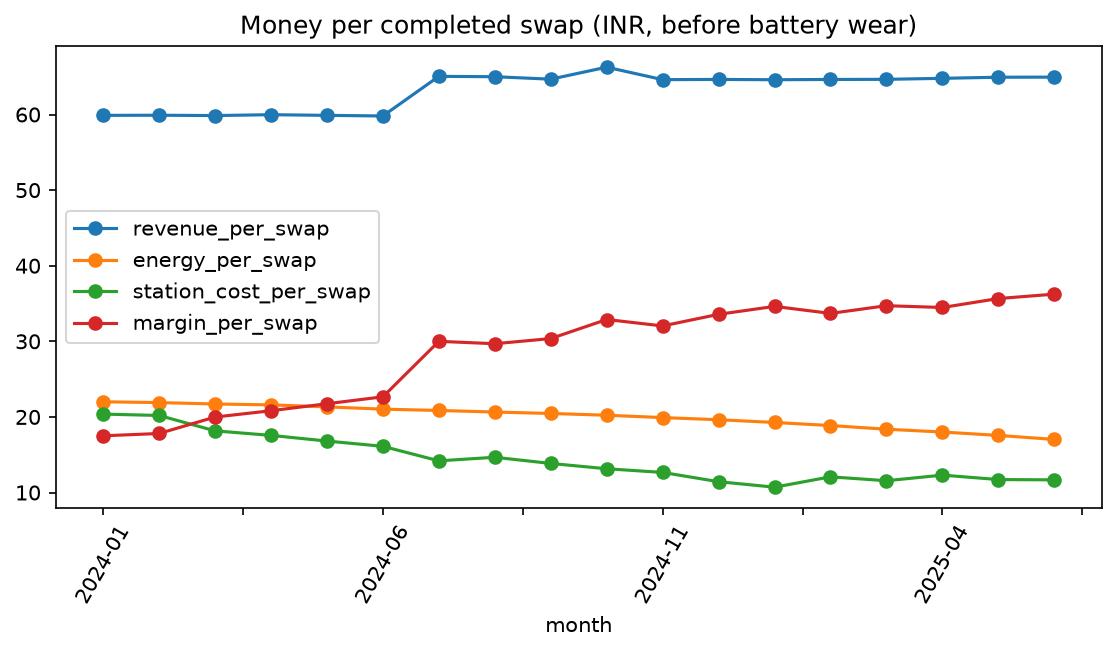 Money per completed swap (INR, before battery wear)
60
50
40
30
20
10
revenue_per_swap
energy_per_swap
station_cost_per_swap
margin_per_swap
2024-01
2024-06
2024-11
2025-04
month